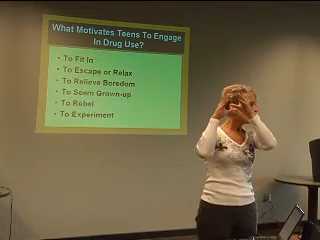 What Motivates Teens To Engage
In Drug Use?
• To Fit In
• To Escape or Relax
• To Relieve Boredom
• To Seem Grown-up
• To Rebel
• To Experiment